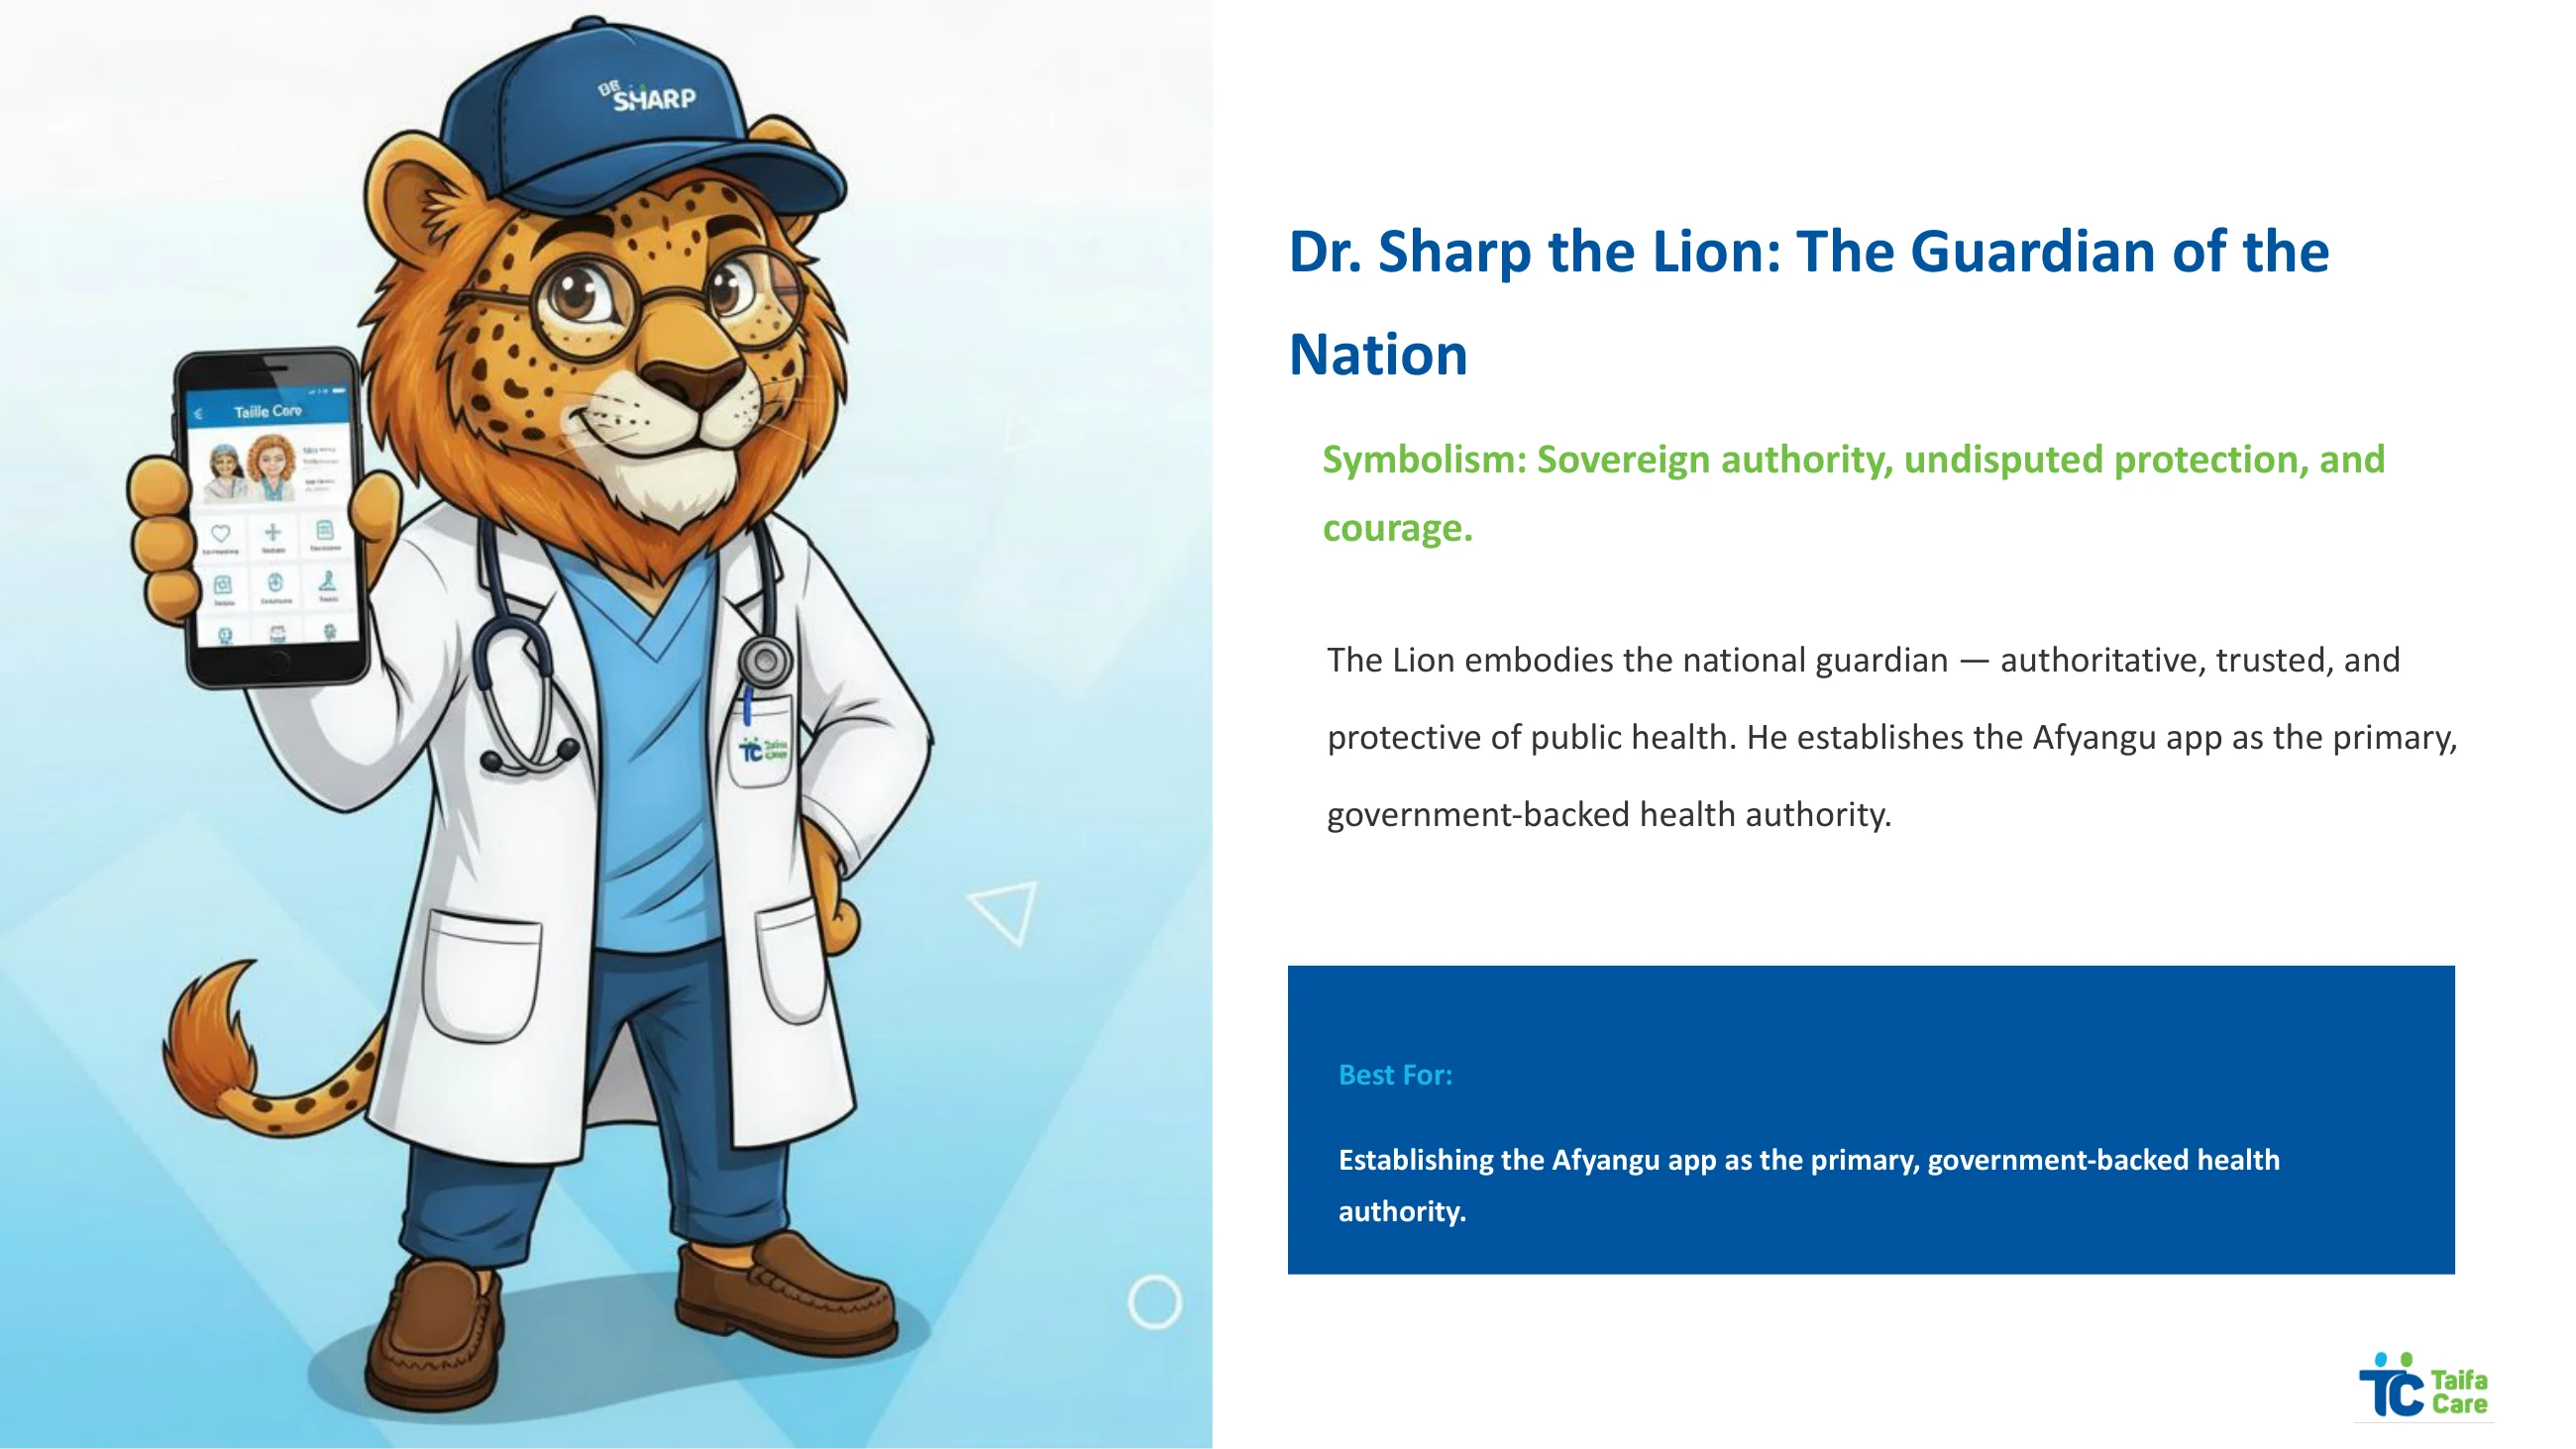 BE
SHARP
Taille Core
TC Taifa
Care
Dr. Sharp the Lion: The Guardian of the
Nation
Symbolism: Sovereign authority, undisputed protection, and
courage.
The Lion embodies the national guardian — authoritative, trusted, and
protective of public health. He establishes the Afyangu app as the primary,
government-backed health authority.
Best For:
Establishing the Afyangu app as the primary, government-backed health
authority.
TC Taifa
Care